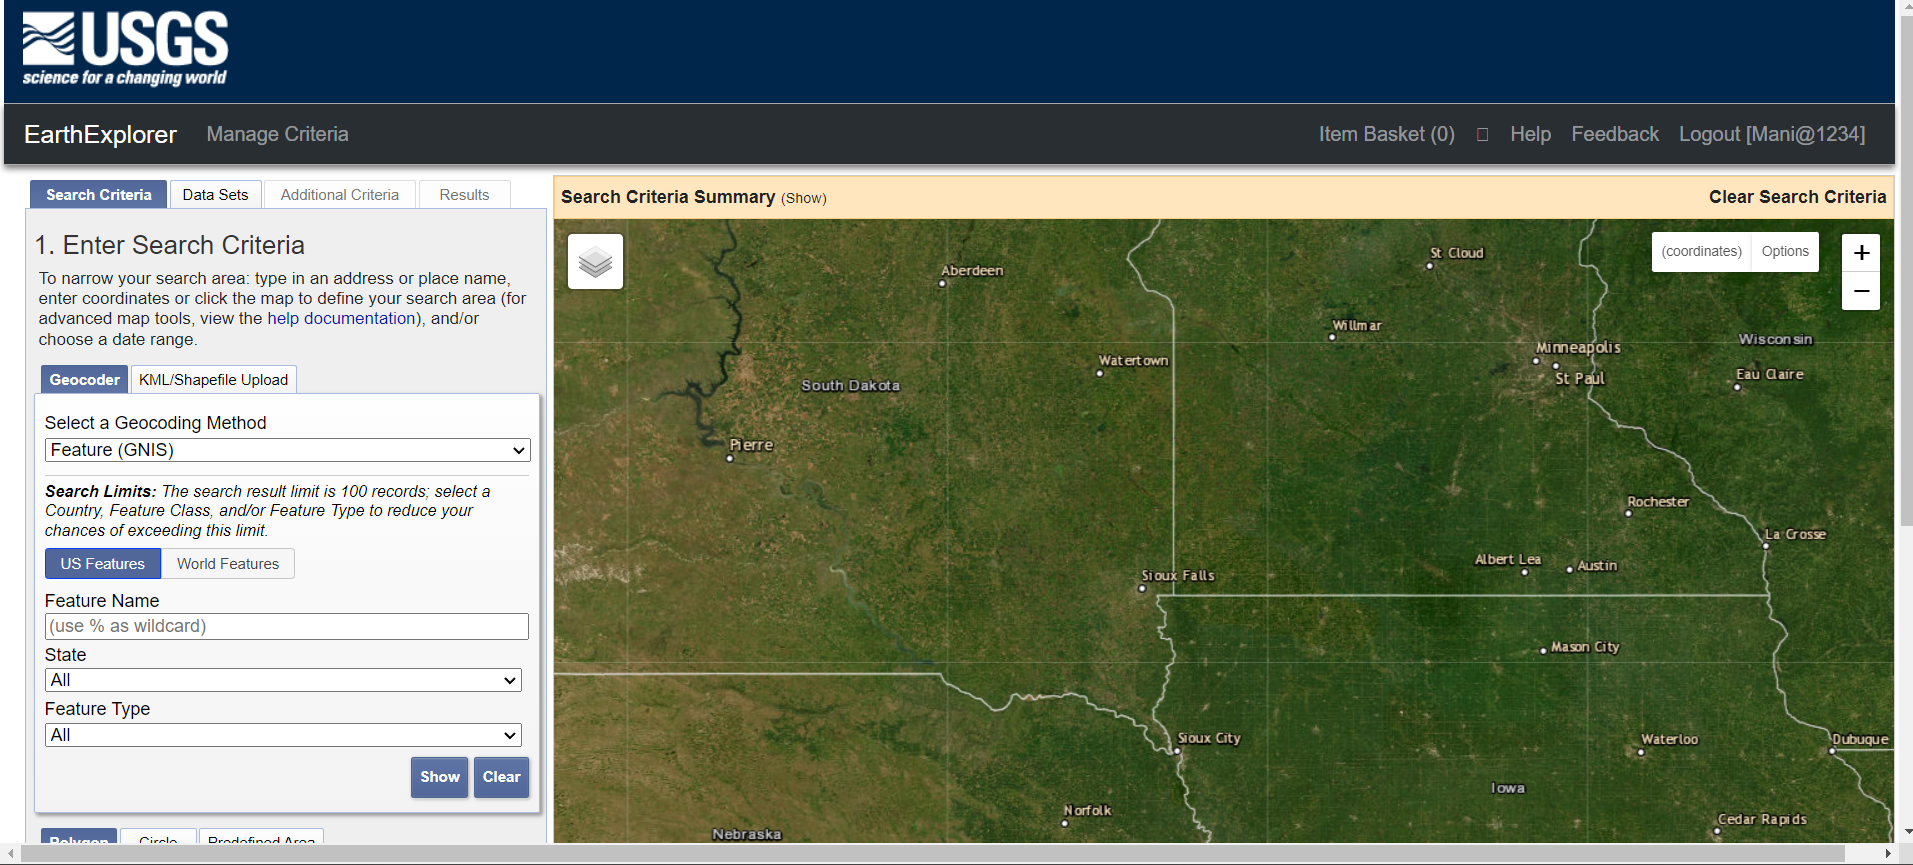 USGS
science for a changing world
EarthExplorer Manage Criteria Item Basket (0) Help Feedback Logout [Mani@1234]
Search Criteria Data Sets Additional Criteria Results
1. Enter Search Criteria
To narrow your search area: type in an address or place name,
enter coordinates or click the map to define your search area (for
advanced map tools, view the help documentation), and/or
choose a date range.
Geocoder KML/Shapefile Upload
Select a Geocoding Method
Feature (GNIS)
Search Limits: The search result limit is 100 records; select a
Country, Feature Class, and/or Feature Type to reduce your
chances of exceeding this limit.
US Features World Features
Feature Name
(use % as wildcard)
State
All
Feature Type
All
Show Clear
Polygon Circle Predefined Area
Search Criteria Summary (Show) Clear Search Criteria
(coordinates) Options
+
−
St Cloud
Aberdeen
Willmar
Wisconsin
Minneapolis
Watertown
Eau Claire
St Paul
South Dakota
Pierre
Rochester
La Crosse
Albert Lea
Austin
Sioux Falls
Mason City
Sioux City
Waterloo
Dubuque
Iowa
Norfolk
Cedar Rapids
Nebraska